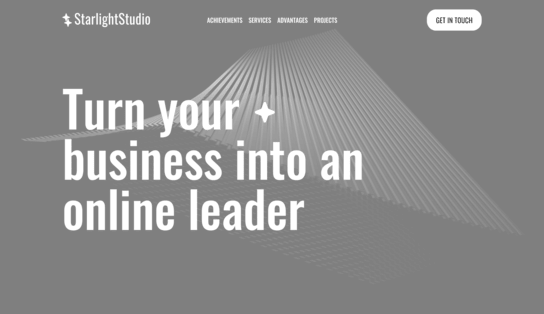 StarlightStudio
ACHIEVEMENTS SERVICES ADVANTAGES PROJECTS
GET IN TOUCH
Turn your
business into an
online leader